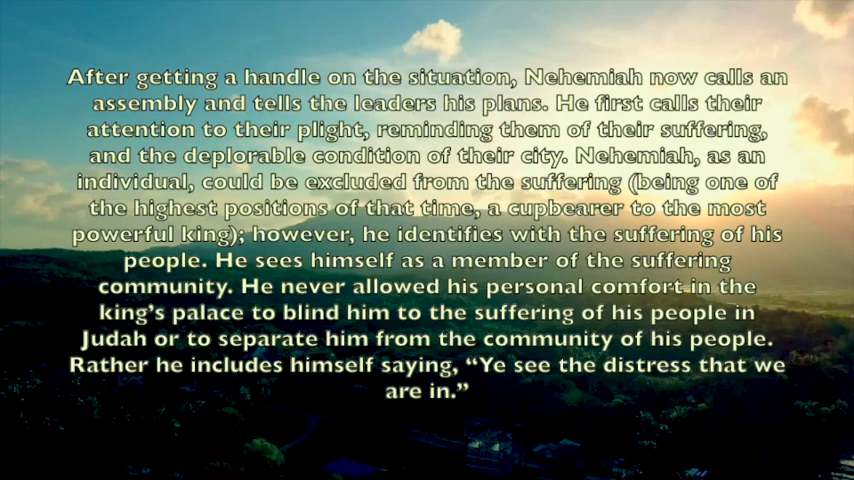 After getting a handle on the situation, Nehemiah now calls an
assembly and tells the leaders his plans. He first calls their
attention to their plight, reminding them of their suffering,
and the deplorable condition of their city. Nehemiah, as an
individual, could be excluded from the suffering (being one of
the highest positions of that time, a cupbearer to the most
powerful king); however, he identifies with the suffering of his
people. He sees himself as a member of the suffering
community. He never allowed his personal comfort in the
king’s palace to blind him to the suffering of his people in
Judah or to separate him from the community of his people.
Rather he includes himself saying, “Ye see the distress that we
are in.”